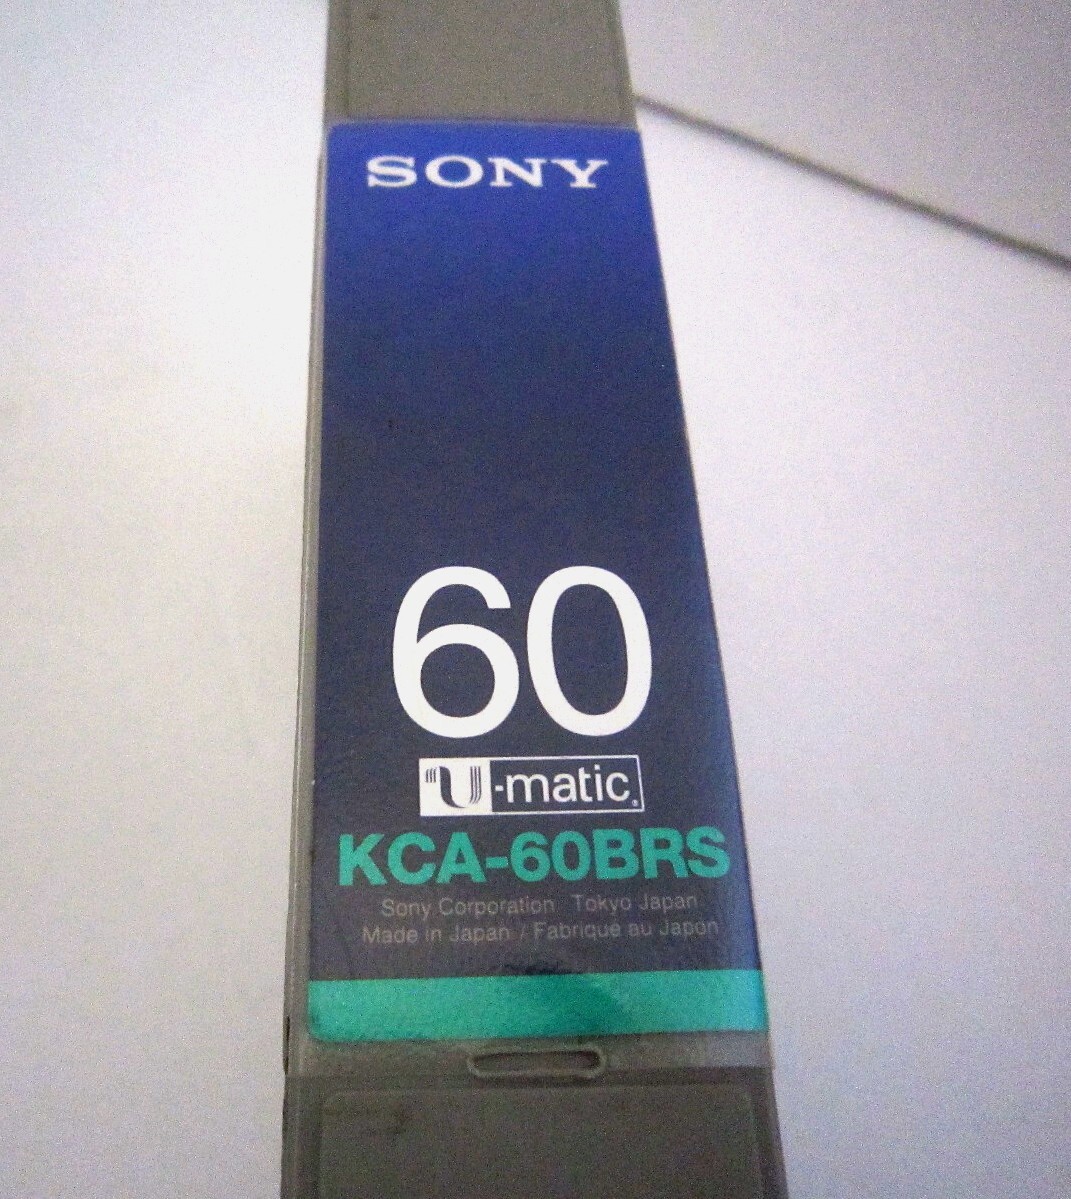 SONY
60
U-matic
KCA-60BRS
Sony Corporation Tokyo Japan
Made in Japan / Fabrique au Japon